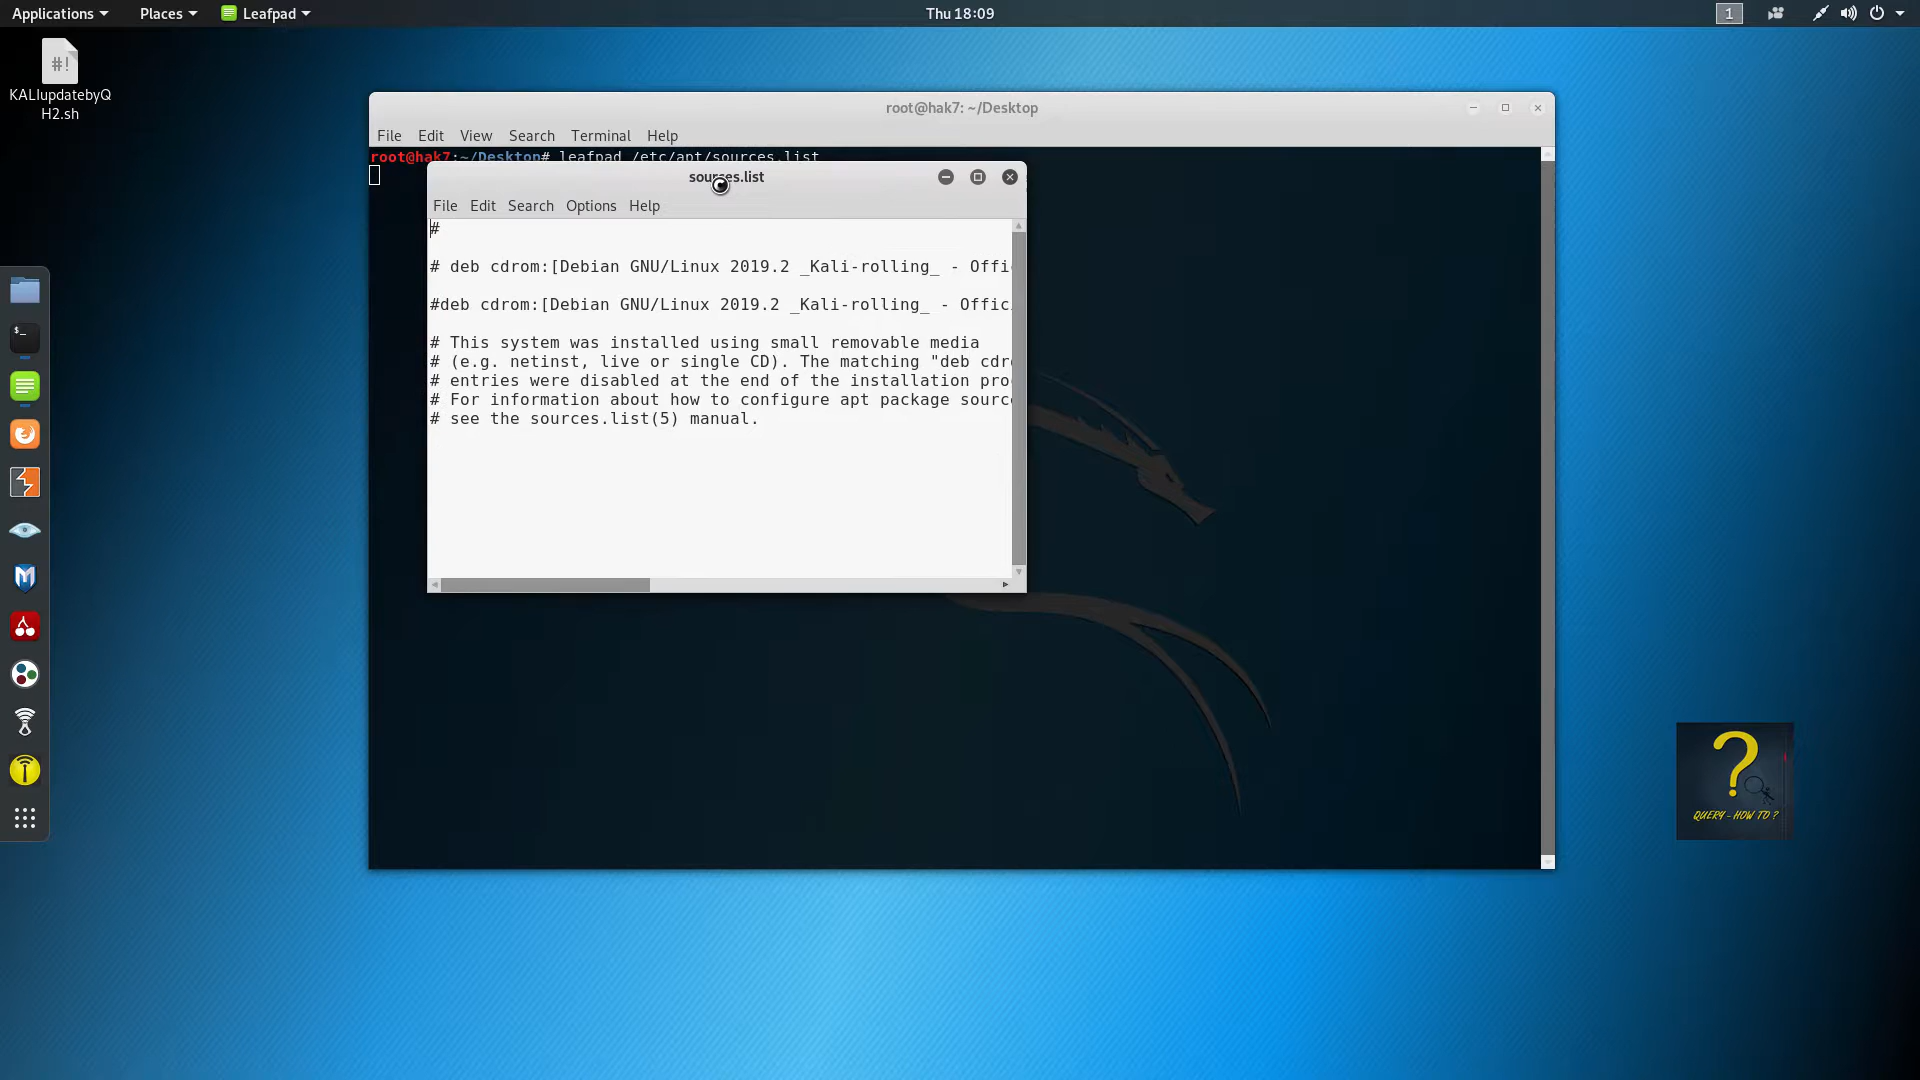 Applications
Places
Leafpad
Thu 18:09
1
#!
KALIupdatebyQ
H2.sh
root@hak7: ~/Desktop
File Edit View Search Terminal Help
root@hak7:~/Desktop# leafpad /etc/apt/sources.list
sources.list
File Edit Search Options Help
#
# deb cdrom:[Debian GNU/Linux 2019.2 _Kali-rolling_ - Offi
#deb cdrom:[Debian GNU/Linux 2019.2 _Kali-rolling_ - Offic
# This system was installed using small removable media
# (e.g. netinst, live or single CD). The matching "deb cdr
# entries were disabled at the end of the installation pro
# For information about how to configure apt package sourc
# see the sources.list(5) manual.
$_
?
QUERY - HOW TO ?